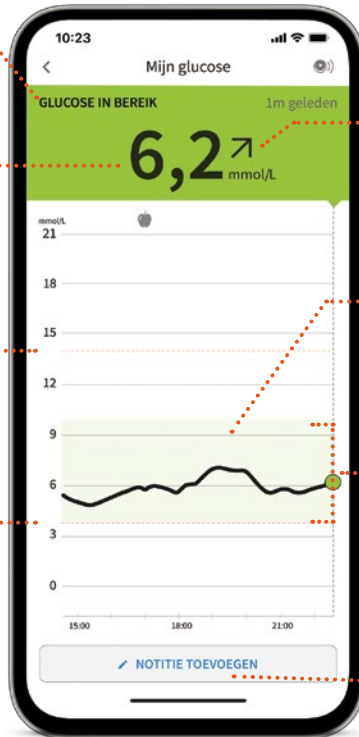 10:23
Mijn glucose
GLUCOSE IN BEREIK 1m geleden
6,2 mmol/L
mmol/L
21
18
15
12
9
6
3
0
15:00 18:00 21:00
NOTITIE TOEVOEGEN